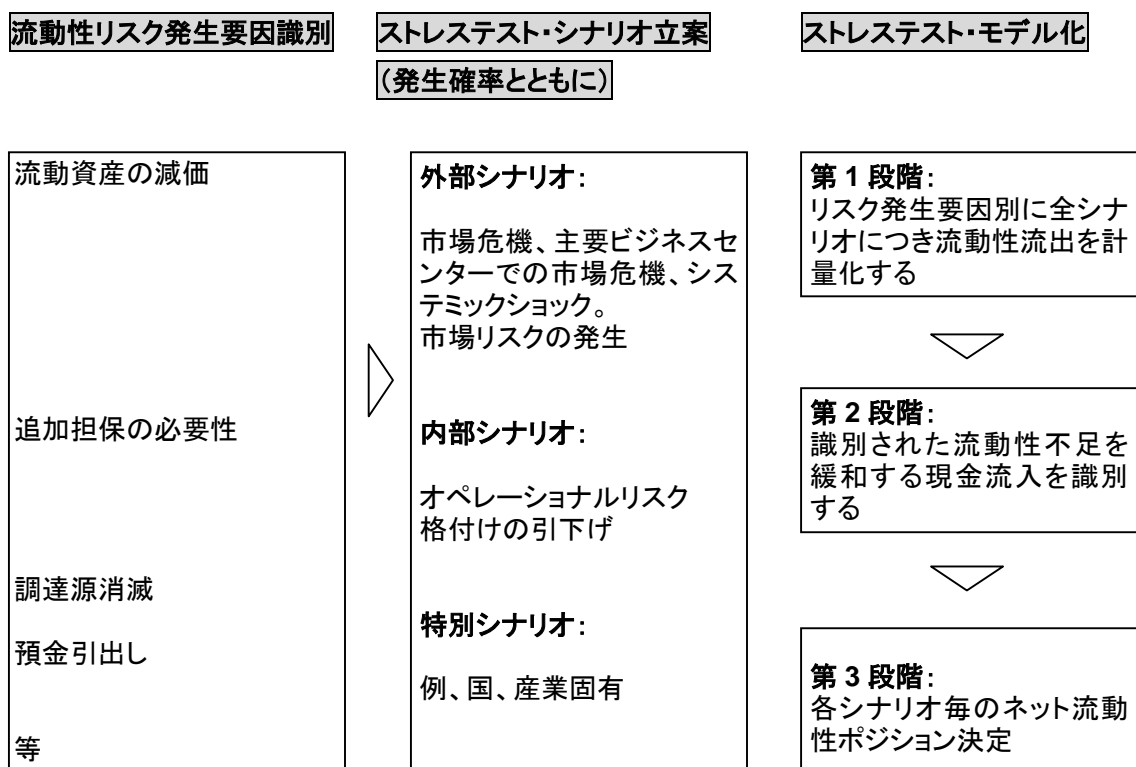 流動性リスク発生要因識別
ストレステスト・シナリオ立案
(発生確率とともに)
ストレステスト・モデル化
流動資産の減価
追加担保の必要性
調達源消滅
預金引出し
等
外部シナリオ:
市場危機、主要ビジネスセ
ンターでの市場危機、シス
テミックショック。
市場リスクの発生
内部シナリオ:
オペレーショナルリスク
格付けの引下げ
特別シナリオ:
例、国、産業固有
第 1 段階:
リスク発生要因別に全シナ
リオにつき流動性流出を計
量化する
第 2 段階:
識別された流動性不足を
緩和する現金流入を識別
する
第 3 段階:
各シナリオ毎のネット流動
性ポジション決定